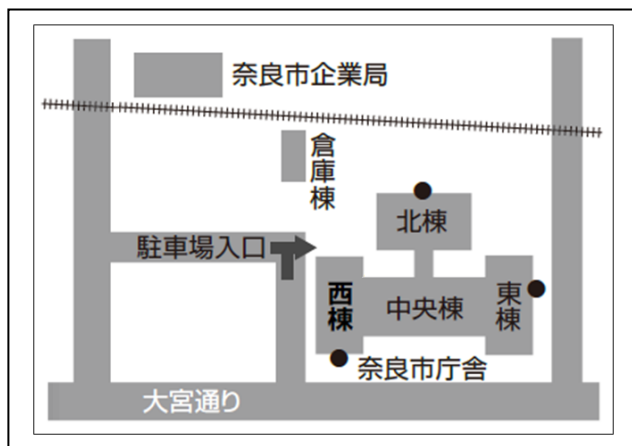 奈良市企業局
倉庫棟
北棟
駐車場入口
西棟
中央棟
東棟
奈良市庁舎
大宮通り